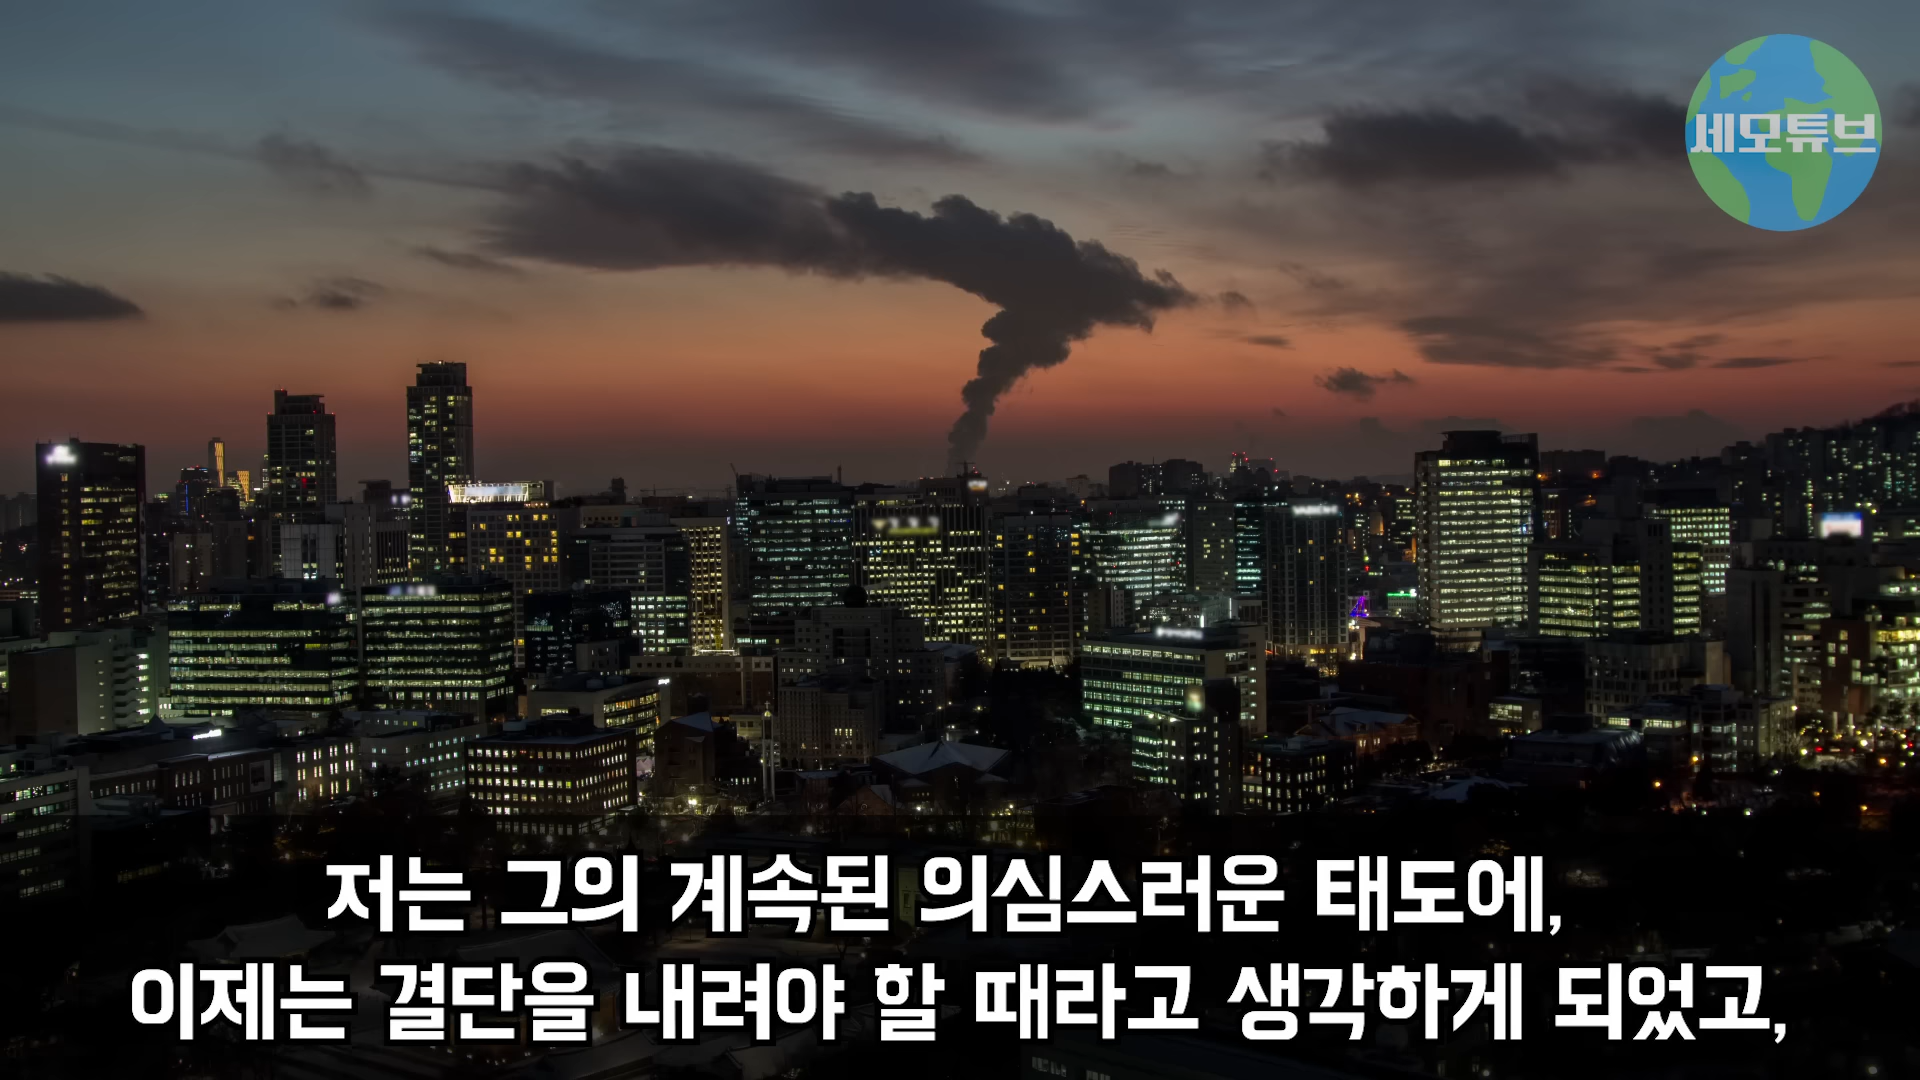 세모튜브
저는 그의 계속된 의심스러운 태도에,
이제는 결단을 내려야 할 때라고 생각하게 되었고,